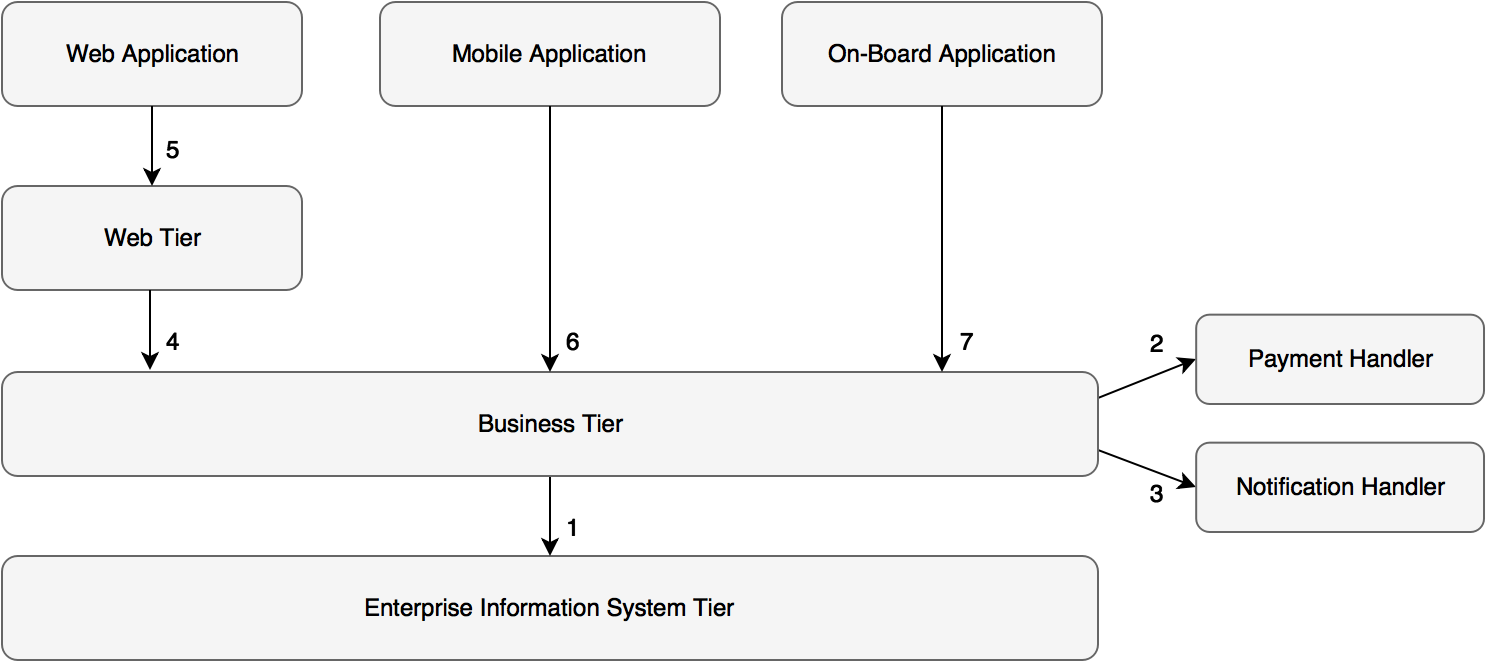 Web Application
Mobile Application
On-Board Application
5
Web Tier
4
6
7
2
Payment Handler
Business Tier
3
Notification Handler
1
Enterprise Information System Tier